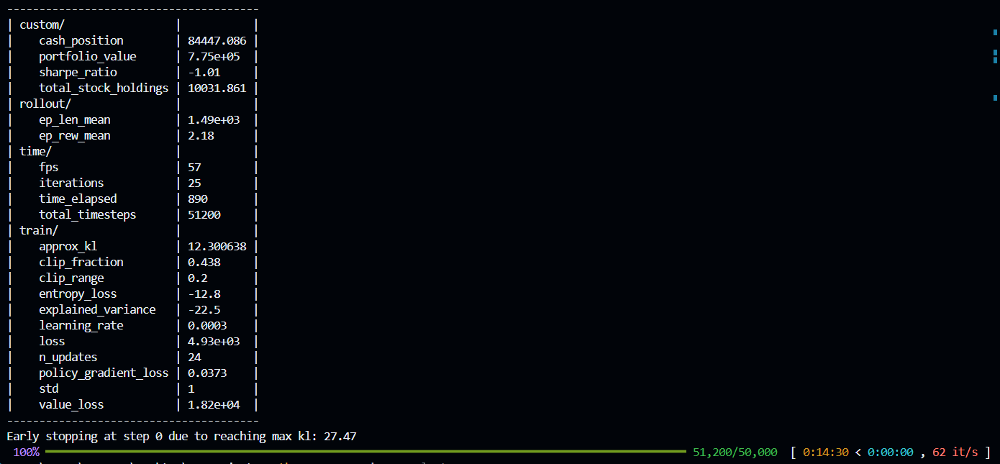 ---------------------------------------
| custom/                 |           |
|    cash_position        | 84447.086 |
|    portfolio_value      | 7.75e+05  |
|    sharpe_ratio         | -1.01     |
|    total_stock_holdings | 10031.861 |
| rollout/                |           |
|    ep_len_mean          | 1.49e+03  |
|    ep_rew_mean          | 2.18      |
| time/                   |           |
|    fps                  | 57        |
|    iterations           | 25        |
|    time_elapsed         | 890       |
|    total_timesteps      | 51200     |
| train/                  |           |
|    approx_kl            | 12.300638 |
|    clip_fraction        | 0.438     |
|    clip_range           | 0.2       |
|    entropy_loss         | -12.8     |
|    explained_variance   | -22.5     |
|    learning_rate        | 0.0003    |
|    loss                 | 4.93e+03  |
|    n_updates            | 24        |
|    policy_gradient_loss | 0.0373    |
|    std                  | 1         |
|    value_loss           | 1.82e+04  |
---------------------------------------
Early stopping at step 0 due to reaching max kl: 27.47
100% 51,200/50,000 [ 0:14:30 < 0:00:00 , 62 it/s ]